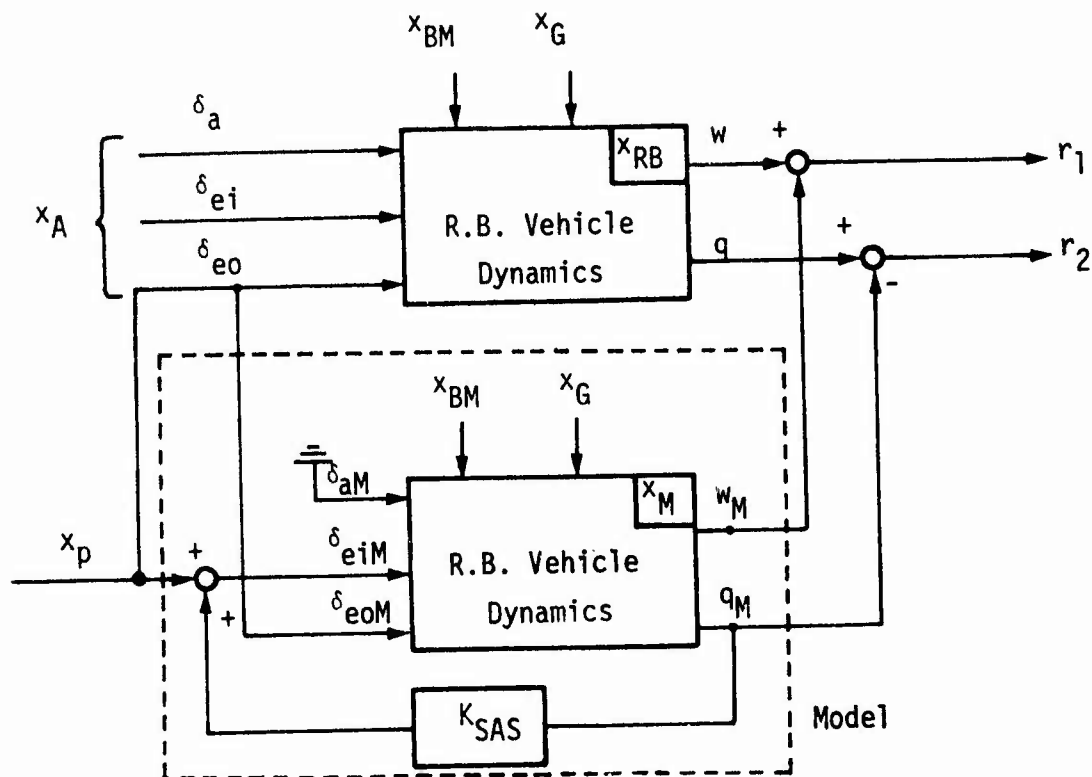 x_BM x_G
δ_a
w + r_1
x_RB
δ_ei
x_A
R.B. Vehicle
Dynamics
q + r_2
δ_eo
-
x_BM x_G
δ_aM
x_M w_M
x_p + δ_eiM
R.B. Vehicle
Dynamics
+ δ_eoM
q_M
K_SAS
Model